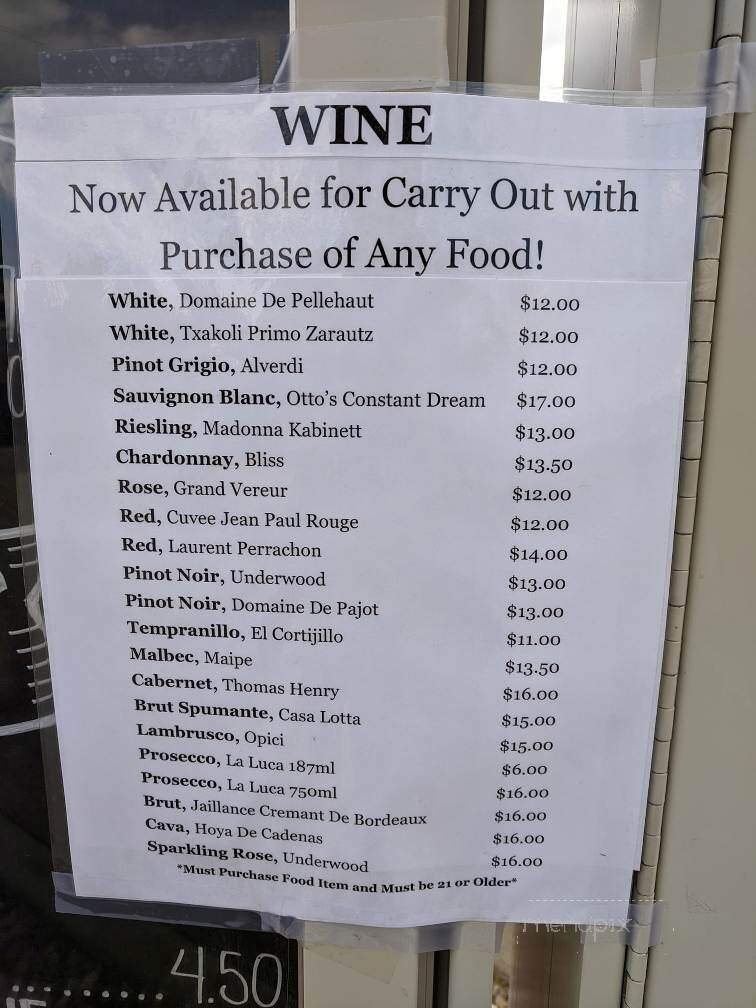 WINE
Now Available for Carry Out with
Purchase of Any Food!
White, Domaine De Pellehaut $12.00
White, Txakoli Primo Zarautz $12.00
Pinot Grigio, Alverdi $12.00
Sauvignon Blanc, Otto's Constant Dream $17.00
Riesling, Madonna Kabinett $13.00
Chardonnay, Bliss $13.50
Rose, Grand Vereur $12.00
Red, Cuvee Jean Paul Rouge $12.00
Red, Laurent Perrachon $14.00
Pinot Noir, Underwood $13.00
Pinot Noir, Domaine De Pajot $13.00
Tempranillo, El Cortijillo $11.00
Malbec, Maipe $13.50
Cabernet, Thomas Henry $16.00
Brut Spumante, Casa Lotta $15.00
Lambrusco, Opici $15.00
Prosecco, La Luca 187ml $6.00
Prosecco, La Luca 750ml $16.00
Brut, Jaillance Cremant De Bordeaux $16.00
Cava, Hoya De Cadenas $16.00
Sparkling Rose, Underwood $16.00
*Must Purchase Food Item and Must be 21 or Older*
menupix
4.50